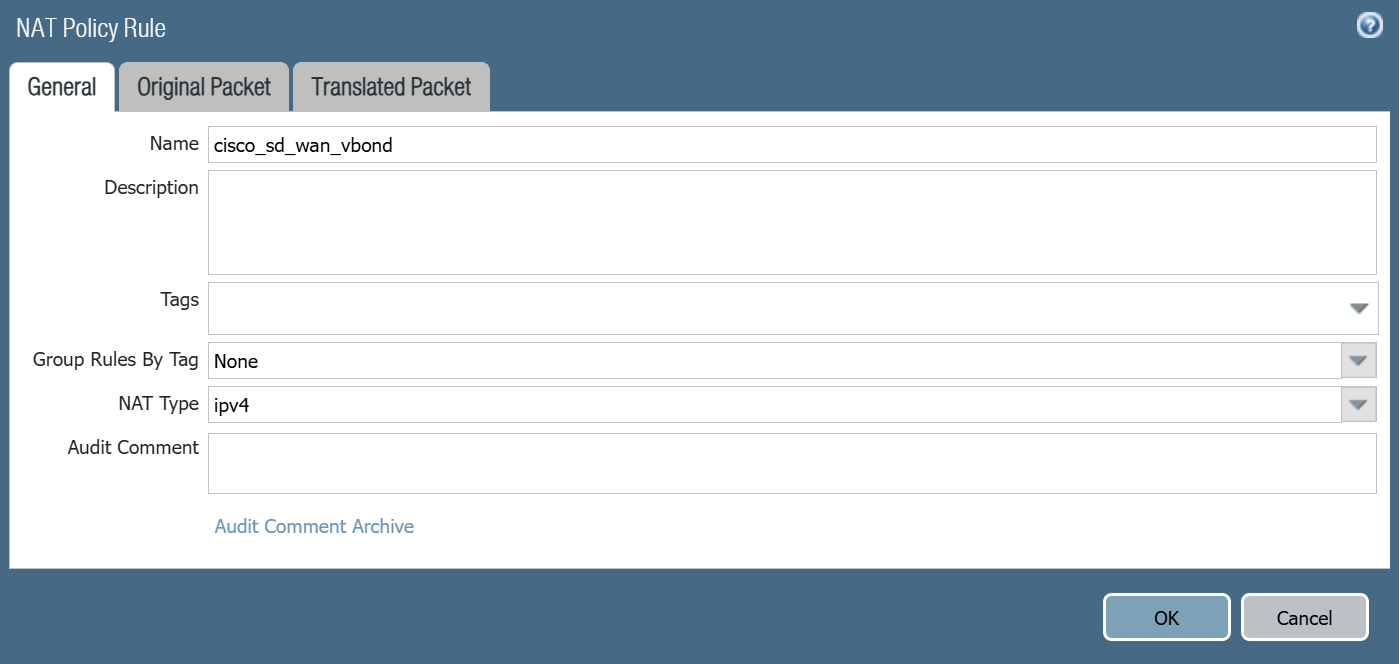 NAT Policy Rule
General
Original Packet
Translated Packet
Name
cisco_sd_wan_vbond
Description
Tags
Group Rules By Tag
None
NAT Type
ipv4
Audit Comment
Audit Comment Archive
OK
Cancel